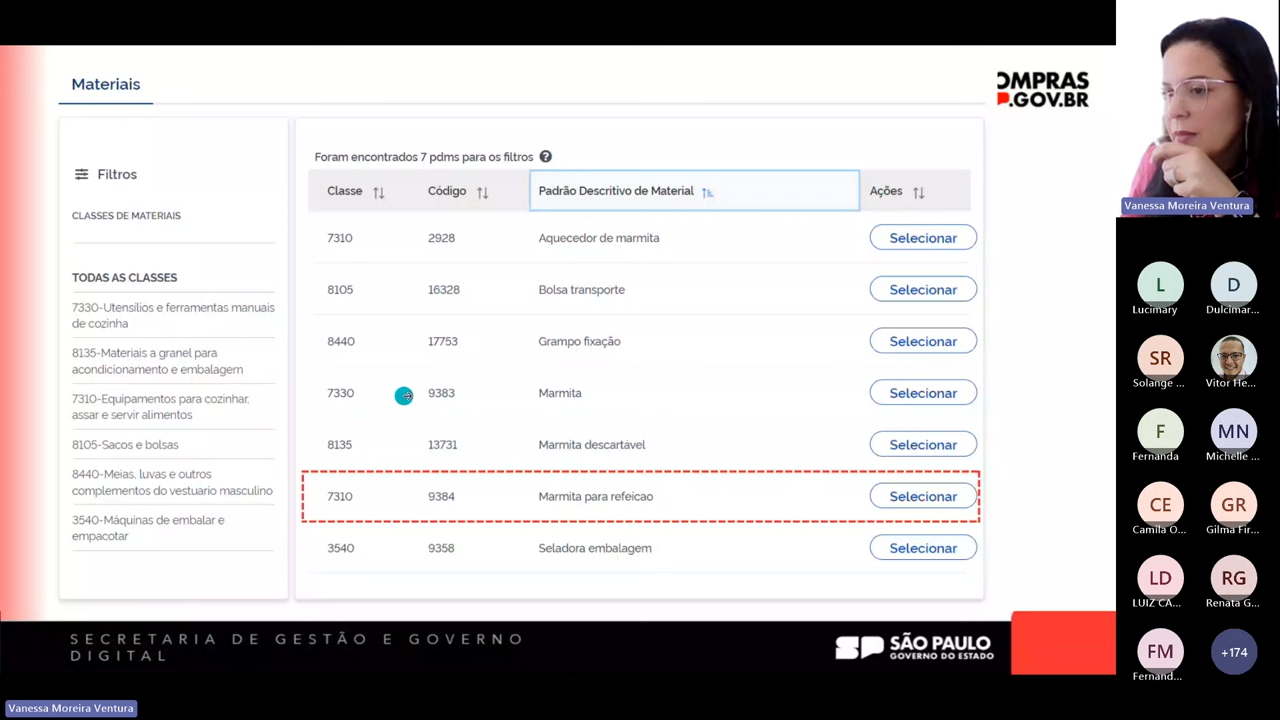 Materiais
OMPRAS
.GOV.BR
Filtros
CLASSES DE MATERIAIS
TODAS AS CLASSES
7330-Utensílios e ferramentas manuais
de cozinha
8135-Materiais a granel para
acondicionamento e embalagem
7310-Equipamentos para cozinhar,
assar e servir alimentos
8105-Sacos e bolsas
8440-Meias, luvas e outros
complementos do vestuario masculino
3540-Máquinas de embalar e
empacotar
Foram encontrados 7 pdms para os filtros ?
Classe Código Padrão Descritivo de Material Ações
7310 2928 Aquecedor de marmita Selecionar
8105 16328 Bolsa transporte Selecionar
8440 17753 Grampo fixação Selecionar
7330 9383 Marmita Selecionar
8135 13731 Marmita descartável Selecionar
7310 9384 Marmita para refeicao Selecionar
3540 9358 Seladora embalagem Selecionar
SECRETARIA DE GESTÃO E GOVERNO
DIGITAL
SP SÃO PAULO
GOVERNO DO ESTADO
Vanessa Moreira Ventura
L D
Lucimary Dulcimar...
SR
Solange ... Vitor He...
F MN
Fernanda Michelle ...
CE GR
Camila O... Gilma Fir...
LD RG
LUIZ CA... Renata G...
FM +174
Fernand...
Vanessa Moreira Ventura